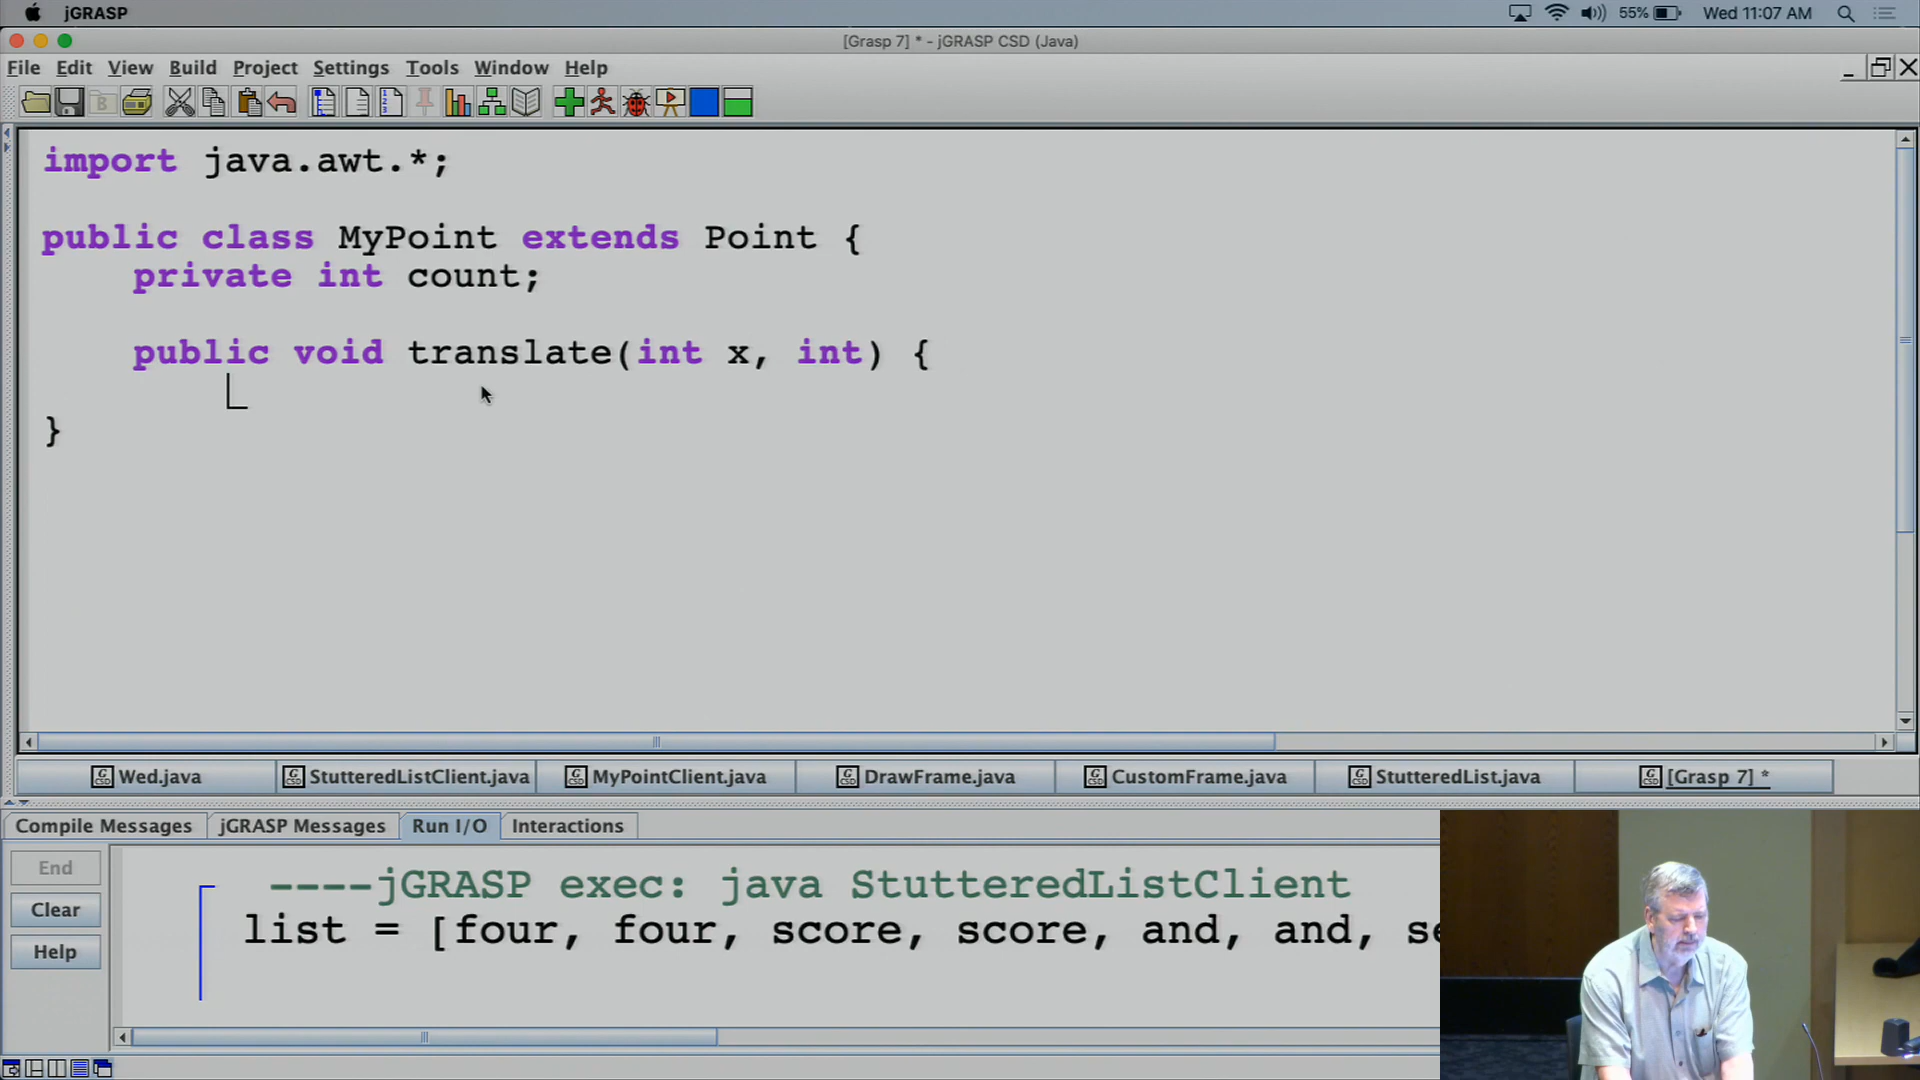 jGRASP
55%
Wed 11:07 AM
[Grasp 7] * - jGRASP CSD (Java)
File Edit View Build Project Settings Tools Window Help
import java.awt.*;
public class MyPoint extends Point {
private int count;
public void translate(int x, int) {
}
Wed.java StutteredListClient.java MyPointClient.java DrawFrame.java CustomFrame.java StutteredList.java [Grasp 7] *
Compile Messages jGRASP Messages Run I/O Interactions
End
Clear
Help
----jGRASP exec: java StutteredListClient
list = [four, four, score, score, and, and,